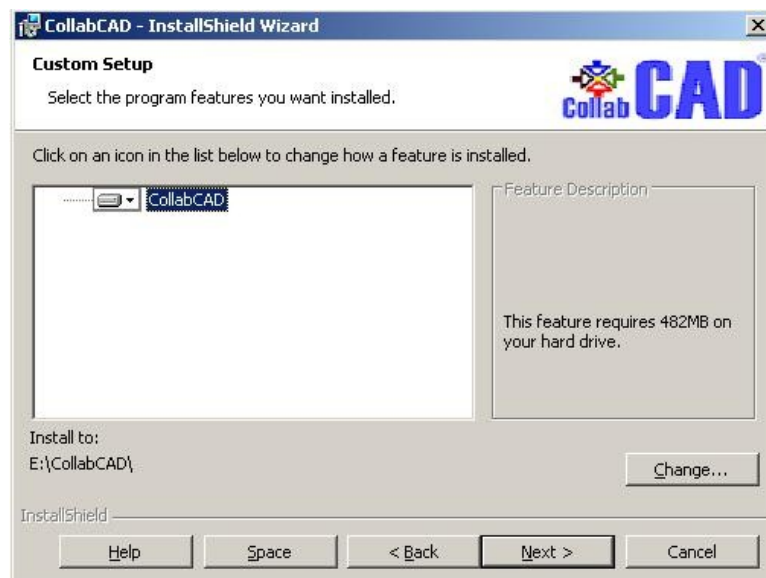 CollabCAD - InstallShield Wizard
Custom Setup
Select the program features you want installed.
Collab CAD
Click on an icon in the list below to change how a feature is installed.
CollabCAD
Feature Description
This feature requires 482MB on
your hard drive.
Install to:
E:\CollabCAD\
Change...
InstallShield
Help
Space
< Back
Next >
Cancel